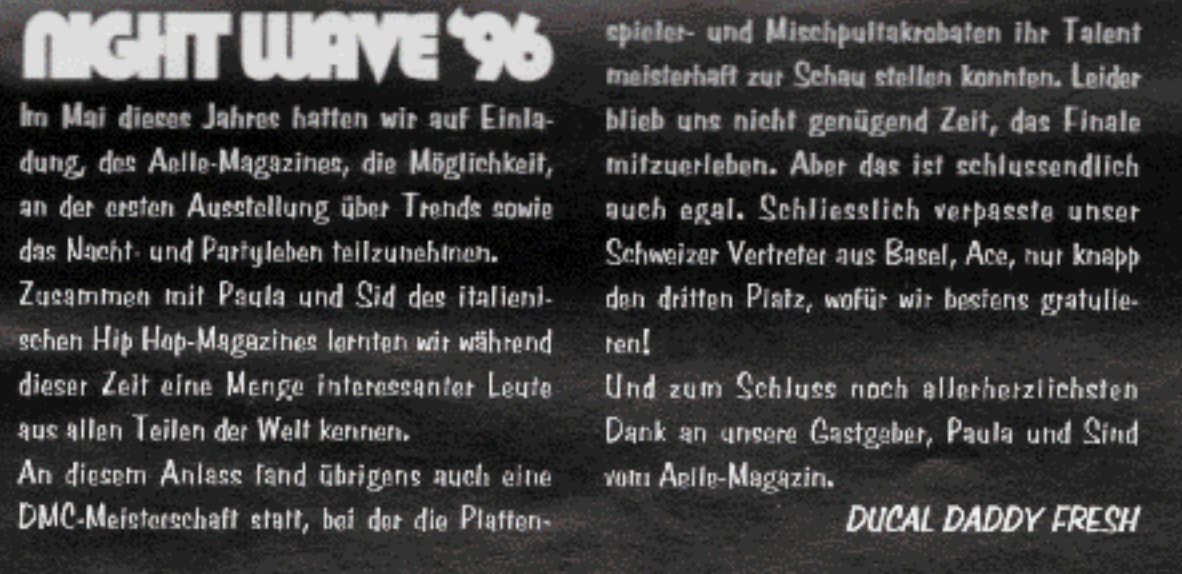 NIGHT WAVE '96
Im Mai dieses Jahres hatten wir auf Einla-
dung, des Aelle-Magazines, die Möglichkeit,
an der ersten Ausstellung über Trends sowie
das Nacht- und Partyleben teilzunehmen.
Zusammen mit Paula und Sid des italieni-
schen Hip Hop-Magazines lernten wir während
dieser Zeit eine Menge interessanter Leute
aus allen Teilen der Welt kennen.
An diesem Anlass fand übrigens auch eine
DMC-Meisterschaft statt, bei der die Platten-
spieler- und Mischpultakrobaten ihr Talent
meisterhaft zur Schau stellen konnten. Leider
blieb uns nicht genügend Zeit, das Finale
mitzuerleben. Aber das ist schlussendlich
auch egal. Schliesslich verpasste unser
Schweizer Vertreter aus Basel, Ace, nur knapp
den dritten Platz, wofür wir bestens gratulie-
ren!
Und zum Schluss noch allerherzlichsten
Dank an unsere Gastgeber, Paula und Sind
vom Aelle-Magazin.
DUCAL DADDY FRESH